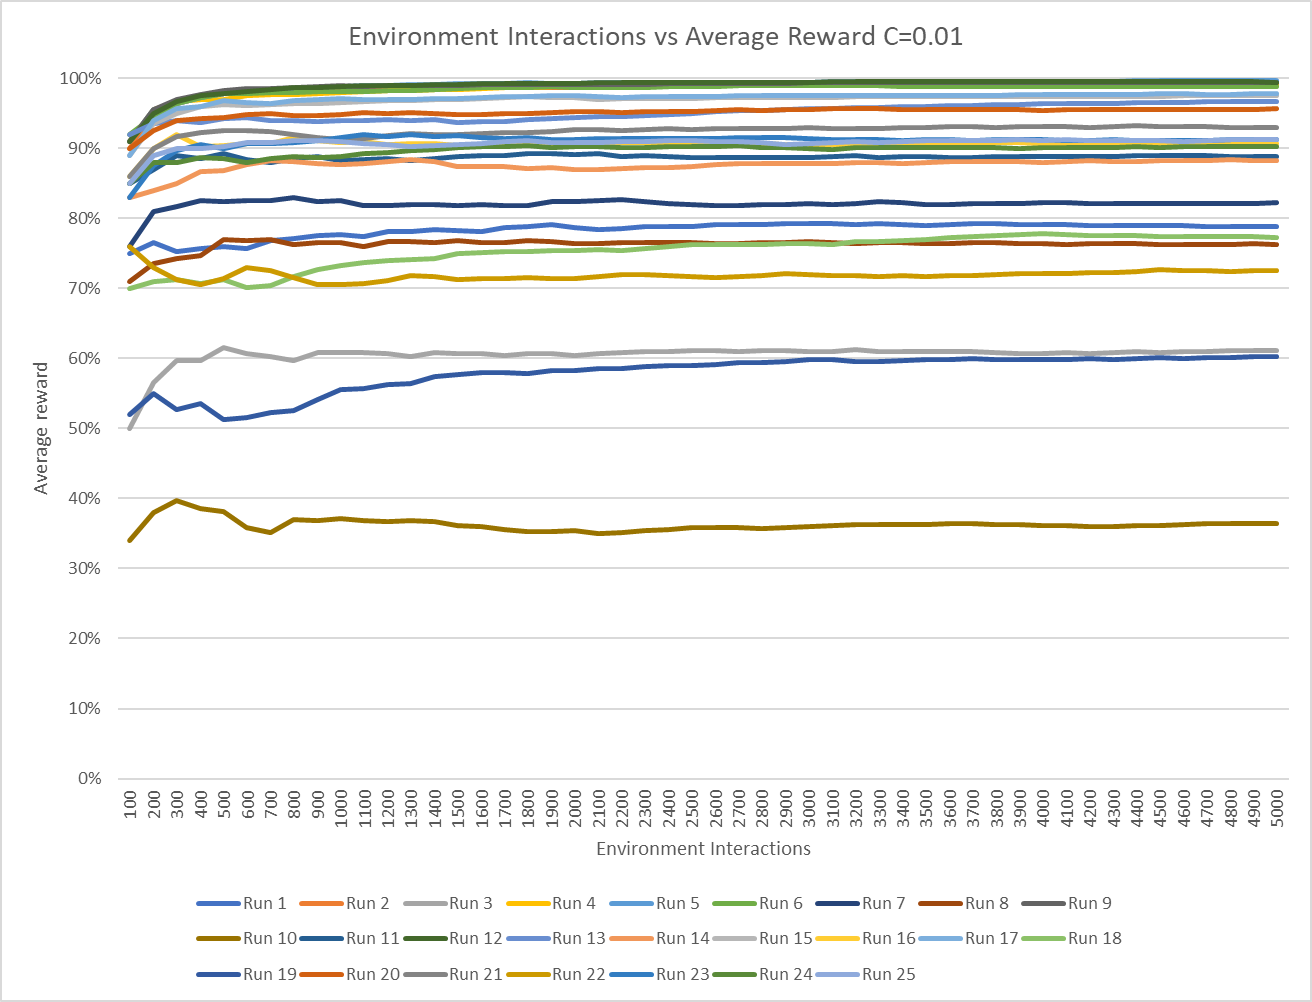 Environment Interactions vs Average Reward C=0.01
100%
90%
80%
70%
60%
50%
40%
30%
20%
10%
0%
Average reward
100 200 300 400 500 600 700 800 900 1000 1100 1200 1300 1400 1500 1600 1700 1800 1900 2000 2100 2200 2300 2400 2500 2600 2700 2800 2900 3000 3100 3200 3300 3400 3500 3600 3700 3800 3900 4000 4100 4200 4300 4400 4500 4600 4700 4800 4900 5000
Environment Interactions
Run 1 Run 2 Run 3 Run 4 Run 5 Run 6 Run 7 Run 8 Run 9
Run 10 Run 11 Run 12 Run 13 Run 14 Run 15 Run 16 Run 17 Run 18
Run 19 Run 20 Run 21 Run 22 Run 23 Run 24 Run 25